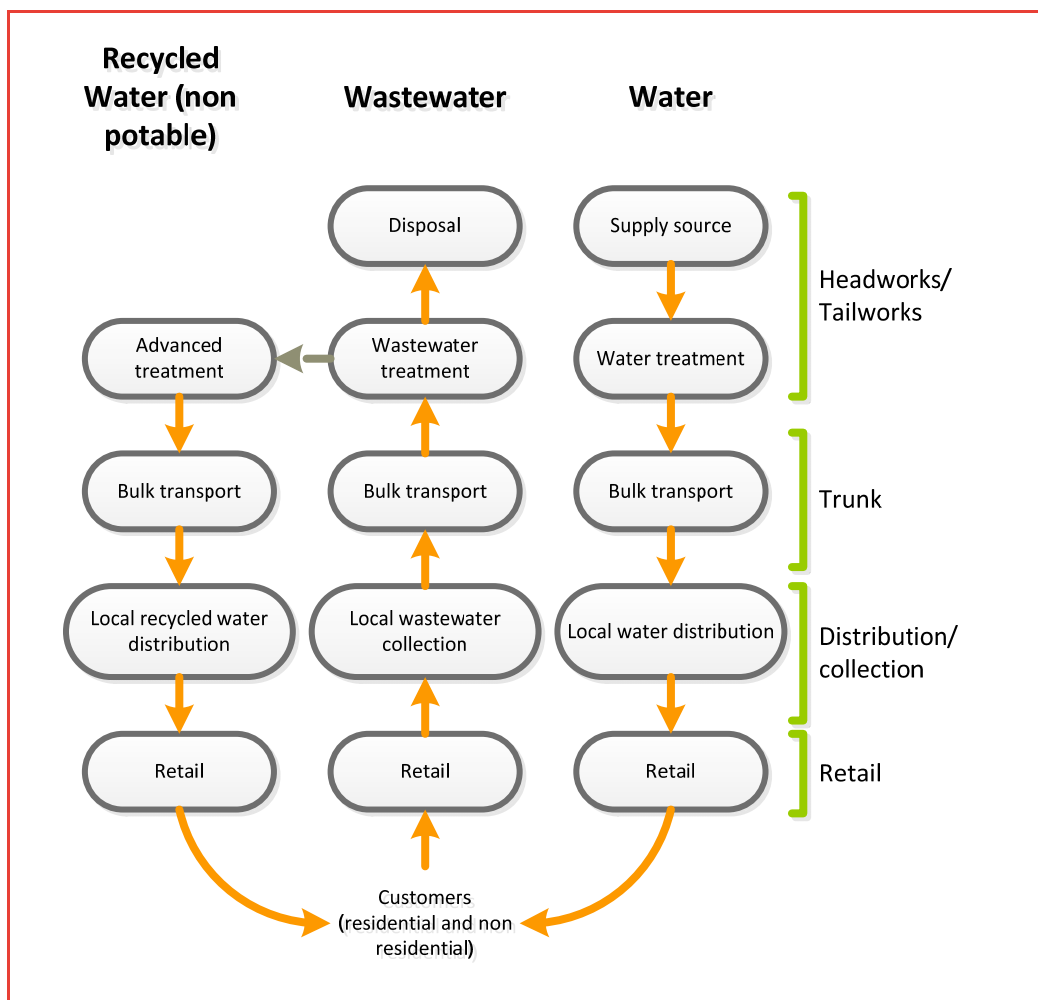 Recycled
Water (non
potable)
Wastewater
Water
Disposal
Supply source
Headworks/
Tailworks
Advanced
treatment
Wastewater
treatment
Water treatment
Bulk transport
Bulk transport
Bulk transport
Trunk
Local recycled water
distribution
Local wastewater
collection
Local water distribution
Distribution/
collection
Retail
Retail
Retail
Retail
Customers
(residential and non
residential)